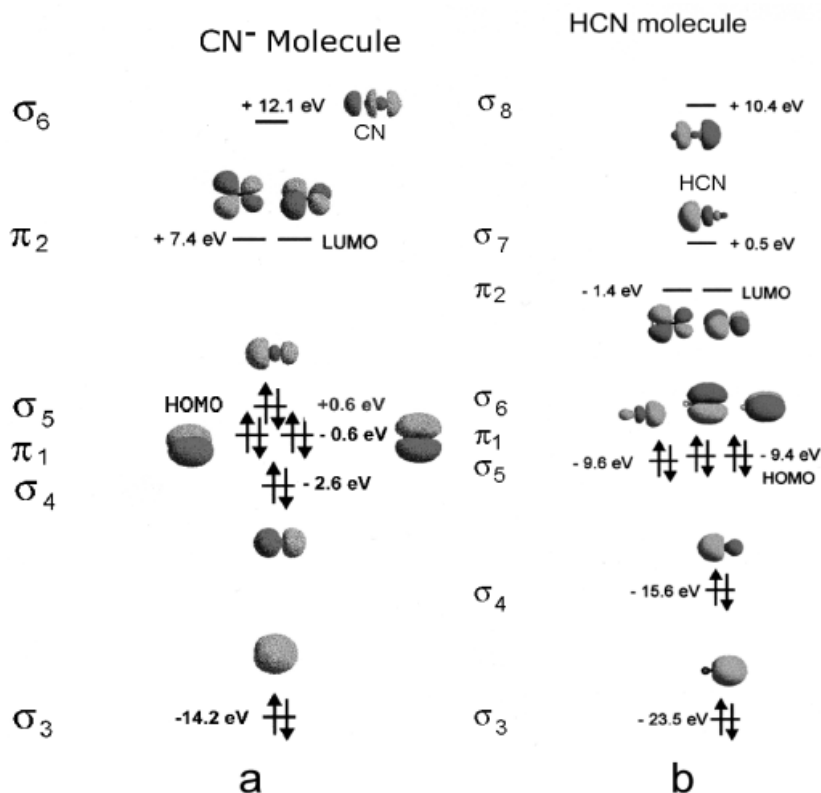 CN⁻ Molecule
σ6
+ 12.1 eV
CN
π2
+ 7.4 eV
LUMO
σ5
HOMO
+0.6 eV
π1
- 0.6 eV
σ4
- 2.6 eV
σ3
-14.2 eV
a
HCN molecule
σ8
+ 10.4 eV
HCN
σ7
+ 0.5 eV
π2
- 1.4 eV
LUMO
σ6
π1
σ5
- 9.6 eV
- 9.4 eV
HOMO
σ4
- 15.6 eV
σ3
- 23.5 eV
b